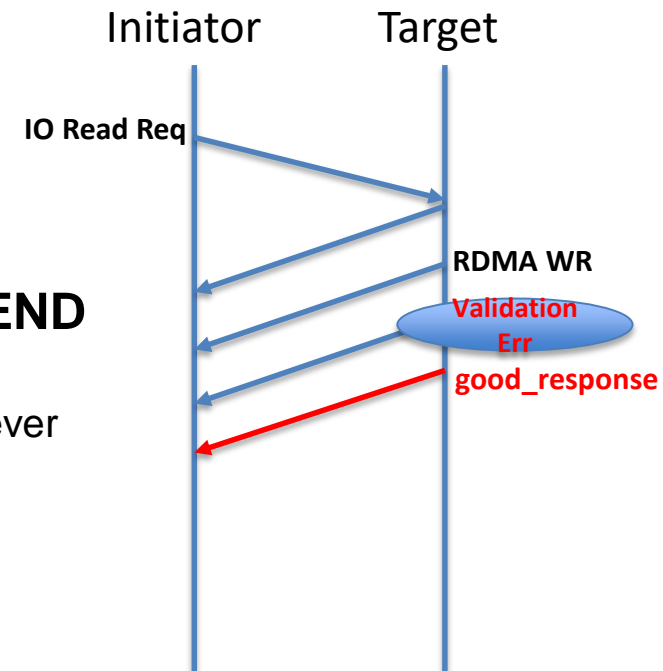 Initiator
Target
IO Read Req
RDMA WR
END
Validation
Err
good_response
ever